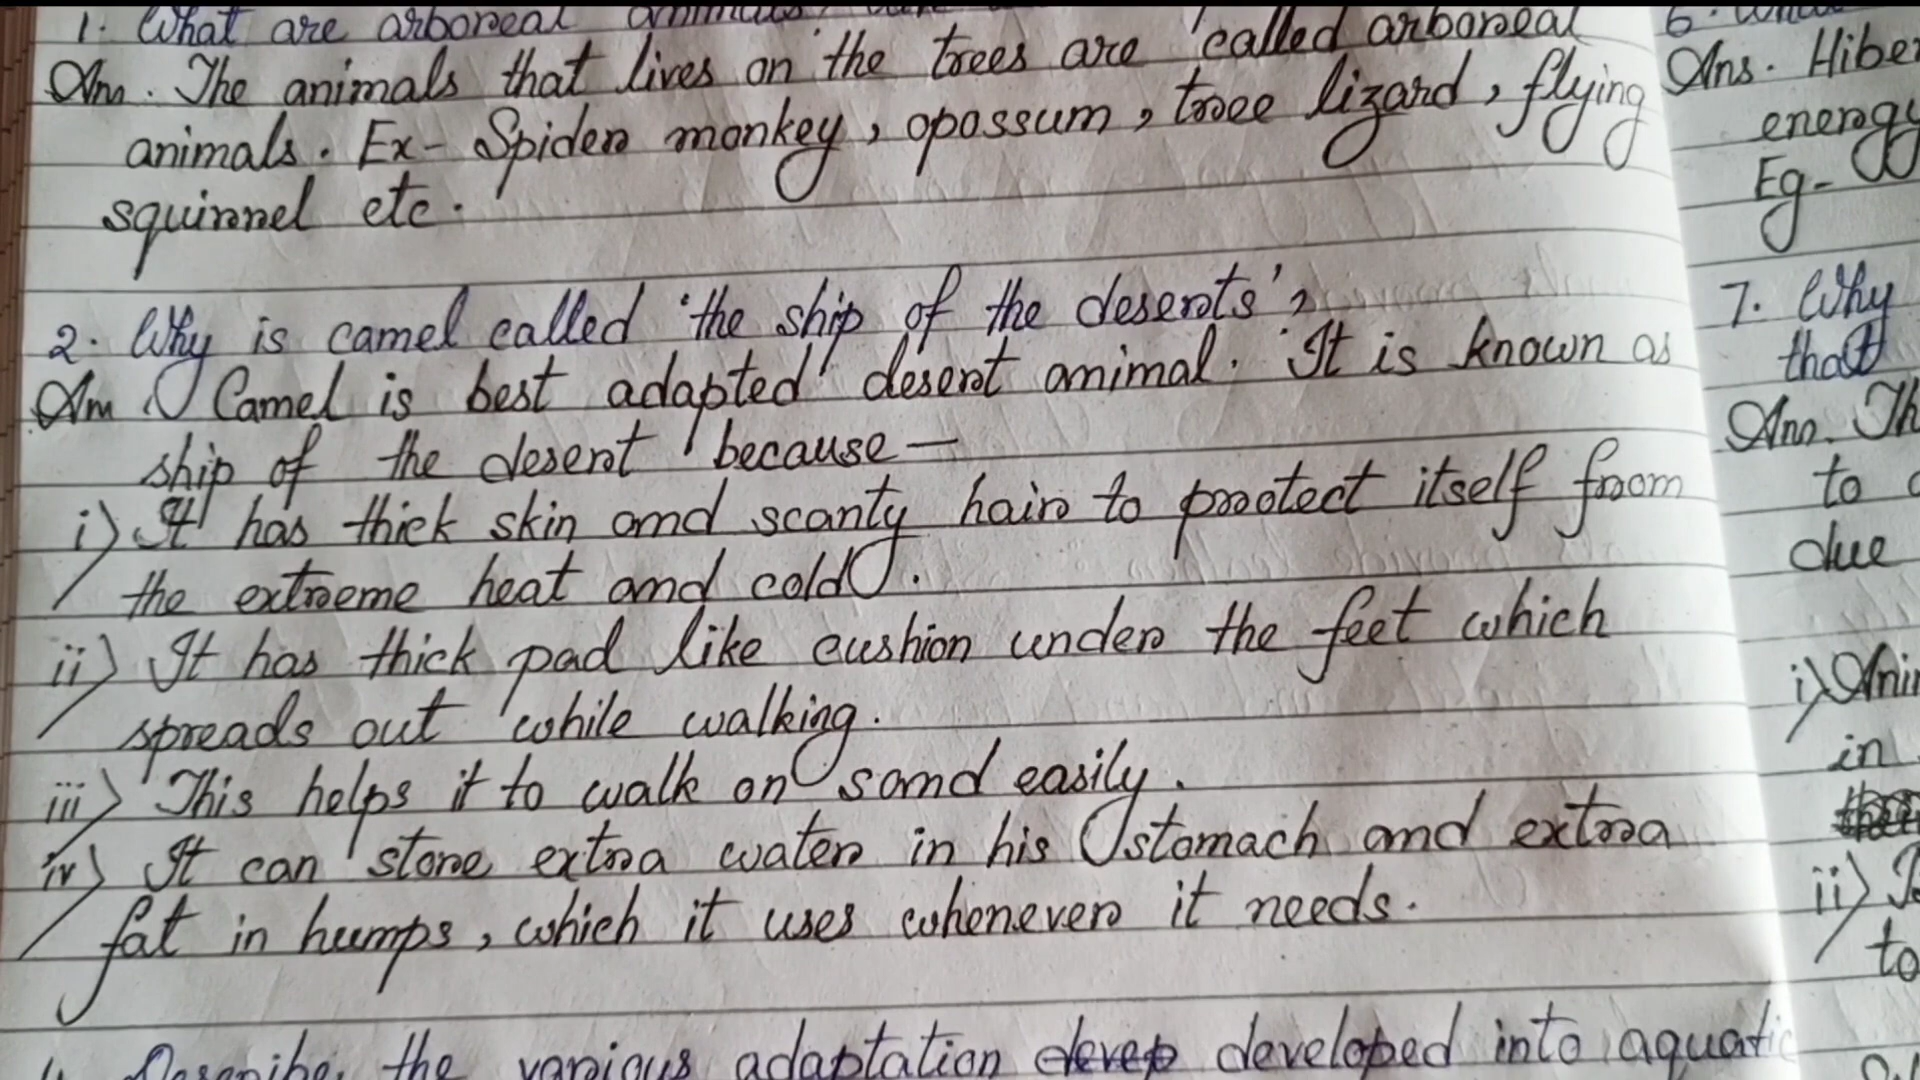 1. What are arboreal animals?
Ans. The animals that lives on the trees are called arboreal
animals. Ex- Spider monkey, opossum, tree lizard, flying
squirrel etc.
2. Why is camel called 'the ship of the deserts'?
Ans. Camel is best adapted desert animal. It is known as
ship of the desert because —
i) It has thick skin and scanty hair to protect itself from
the extreme heat and cold.
ii) It has thick pad like cushion under the feet which
spreads out while walking.
iii) This helps it to walk on sand easily.
iv) It can store extra water in his stomach and extra
fat in humps, which it uses whenever it needs.
Describe the various adaptation develop developed into aquatic
6.
Ans. Hiber
energy
Eg-
7. Why
that
Ans. Th
to
due
i) Ani
in
ii)
to